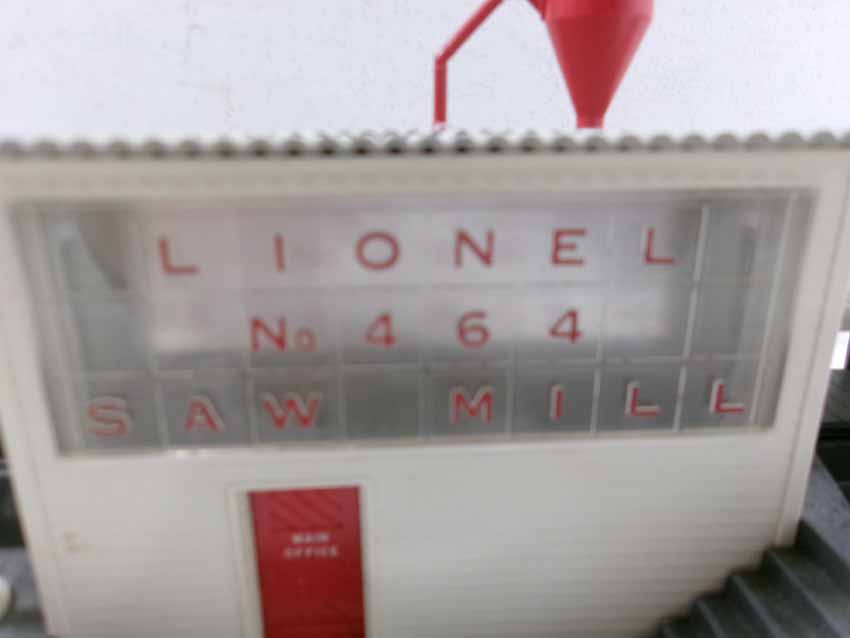 LIONEL
No 464
SAW MILL
MAIN
OFFICE